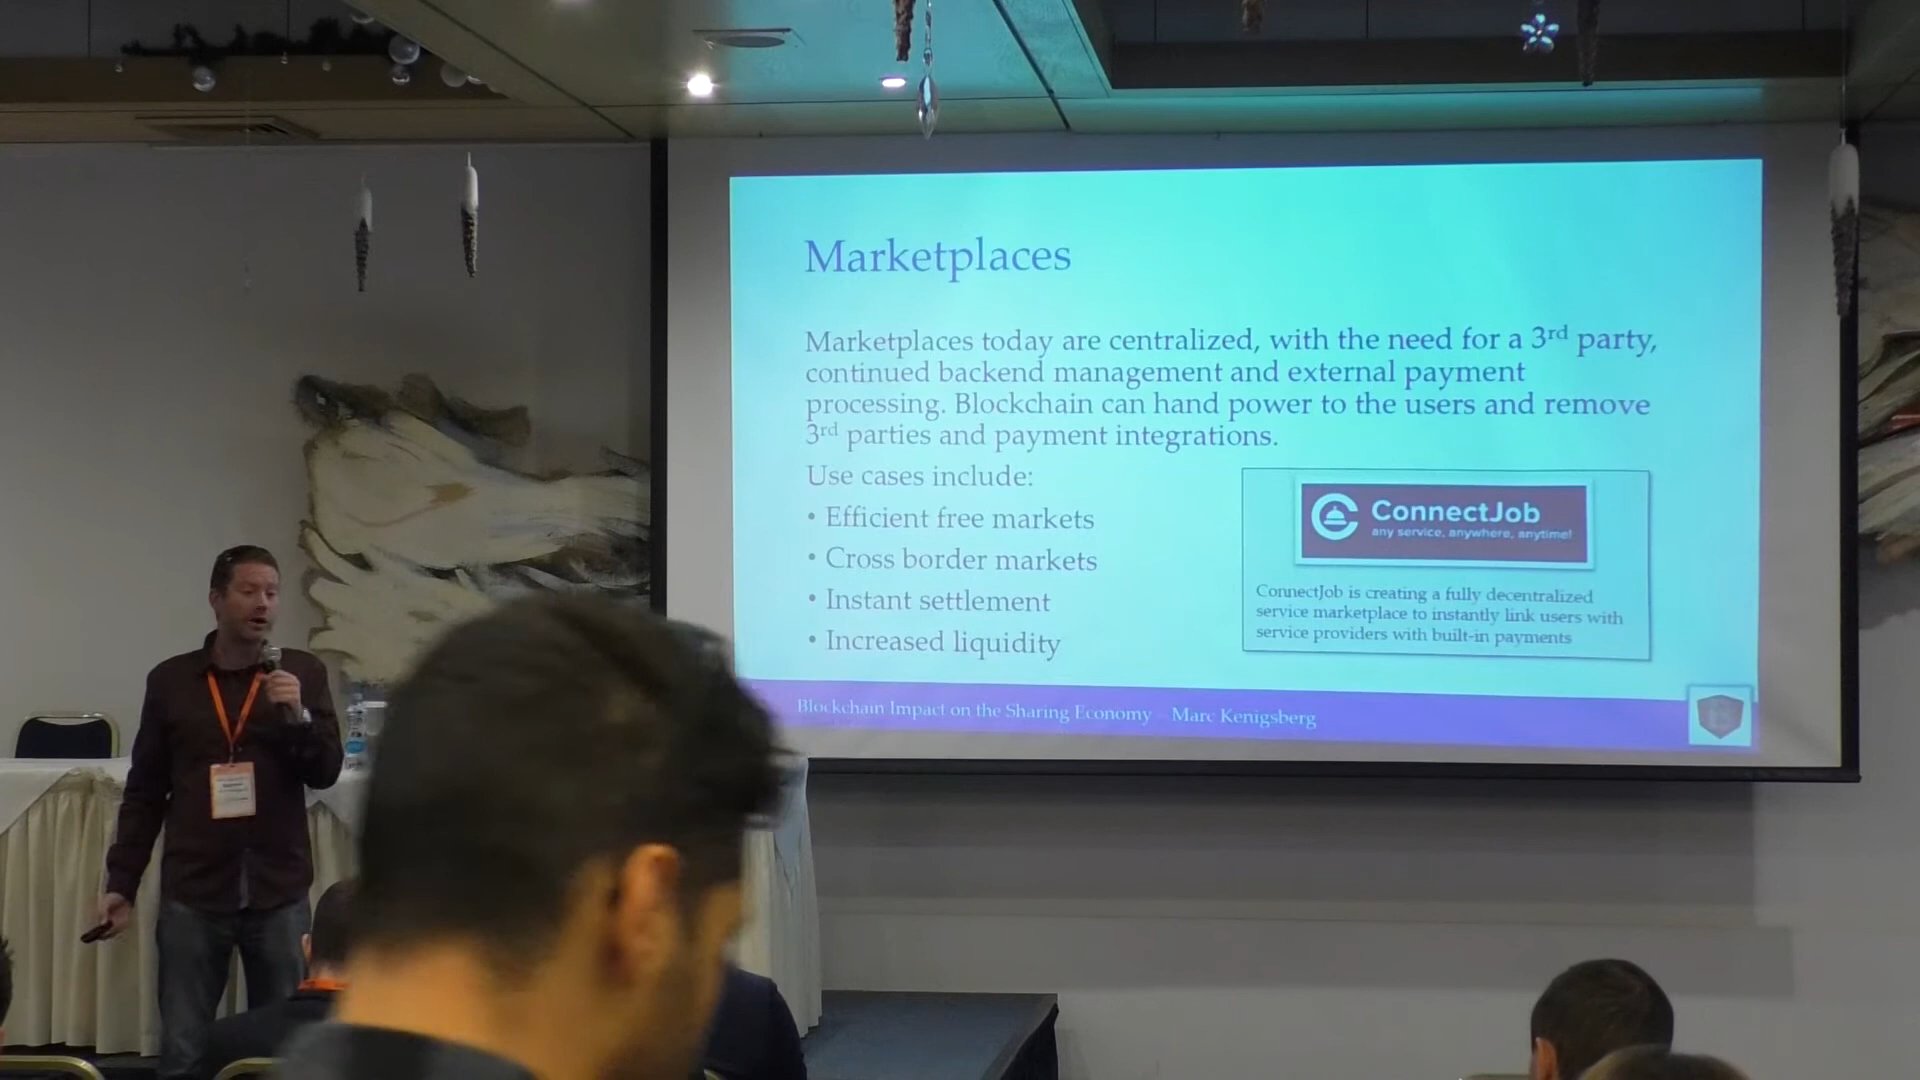 Marketplaces
Marketplaces today are centralized, with the need for a 3rd party,
continued backend management and external payment
processing. Blockchain can hand power to the users and remove
3rd parties and payment integrations.
Use cases include:
• Efficient free markets
• Cross border markets
• Instant settlement
• Increased liquidity
ConnectJob
any service, anywhere, anytime!
ConnectJob is creating a fully decentralized
service marketplace to instantly link users with
service providers with built-in payments
Blockchain Impact on the Sharing Economy – Marc Kenigsberg